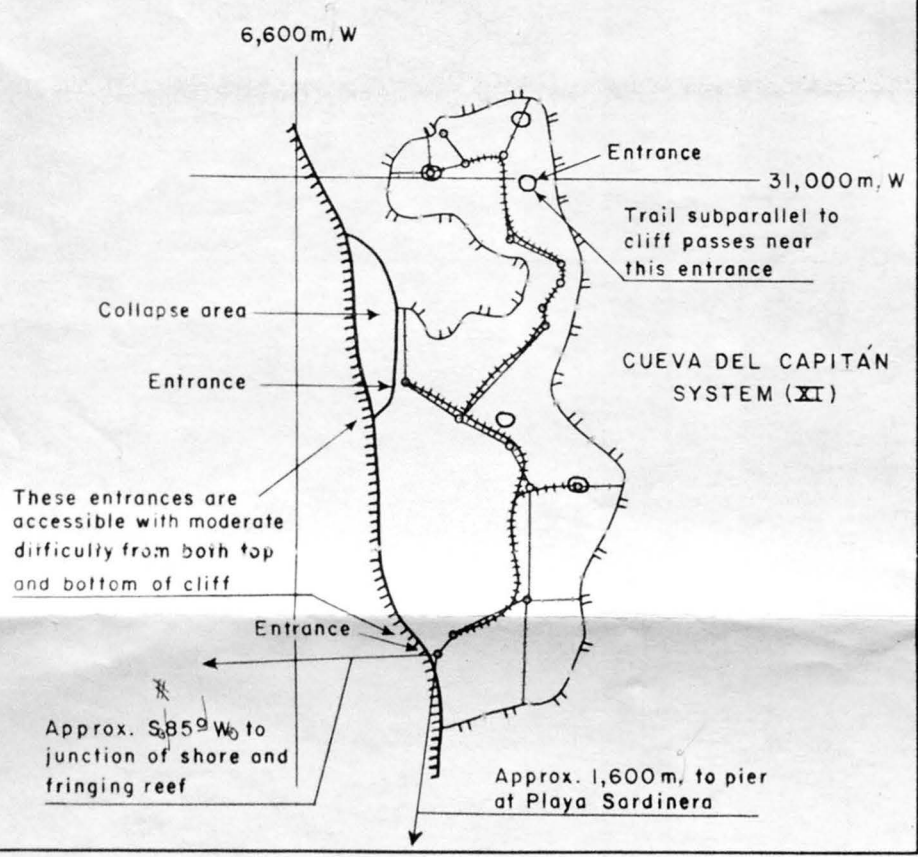 6,600 m. W
Entrance
31,000 m. W
Trail subparallel to
cliff passes near
this entrance
Collapse area
CUEVA DEL CAPITÁN
SYSTEM (XI)
Entrance
These entrances are
accessible with moderate
difficulty from both top
and bottom of cliff
Entrance
Approx. S.85° W. to
junction of shore and
fringing reef
Approx. 1,600 m. to pier
at Playa Sardinera